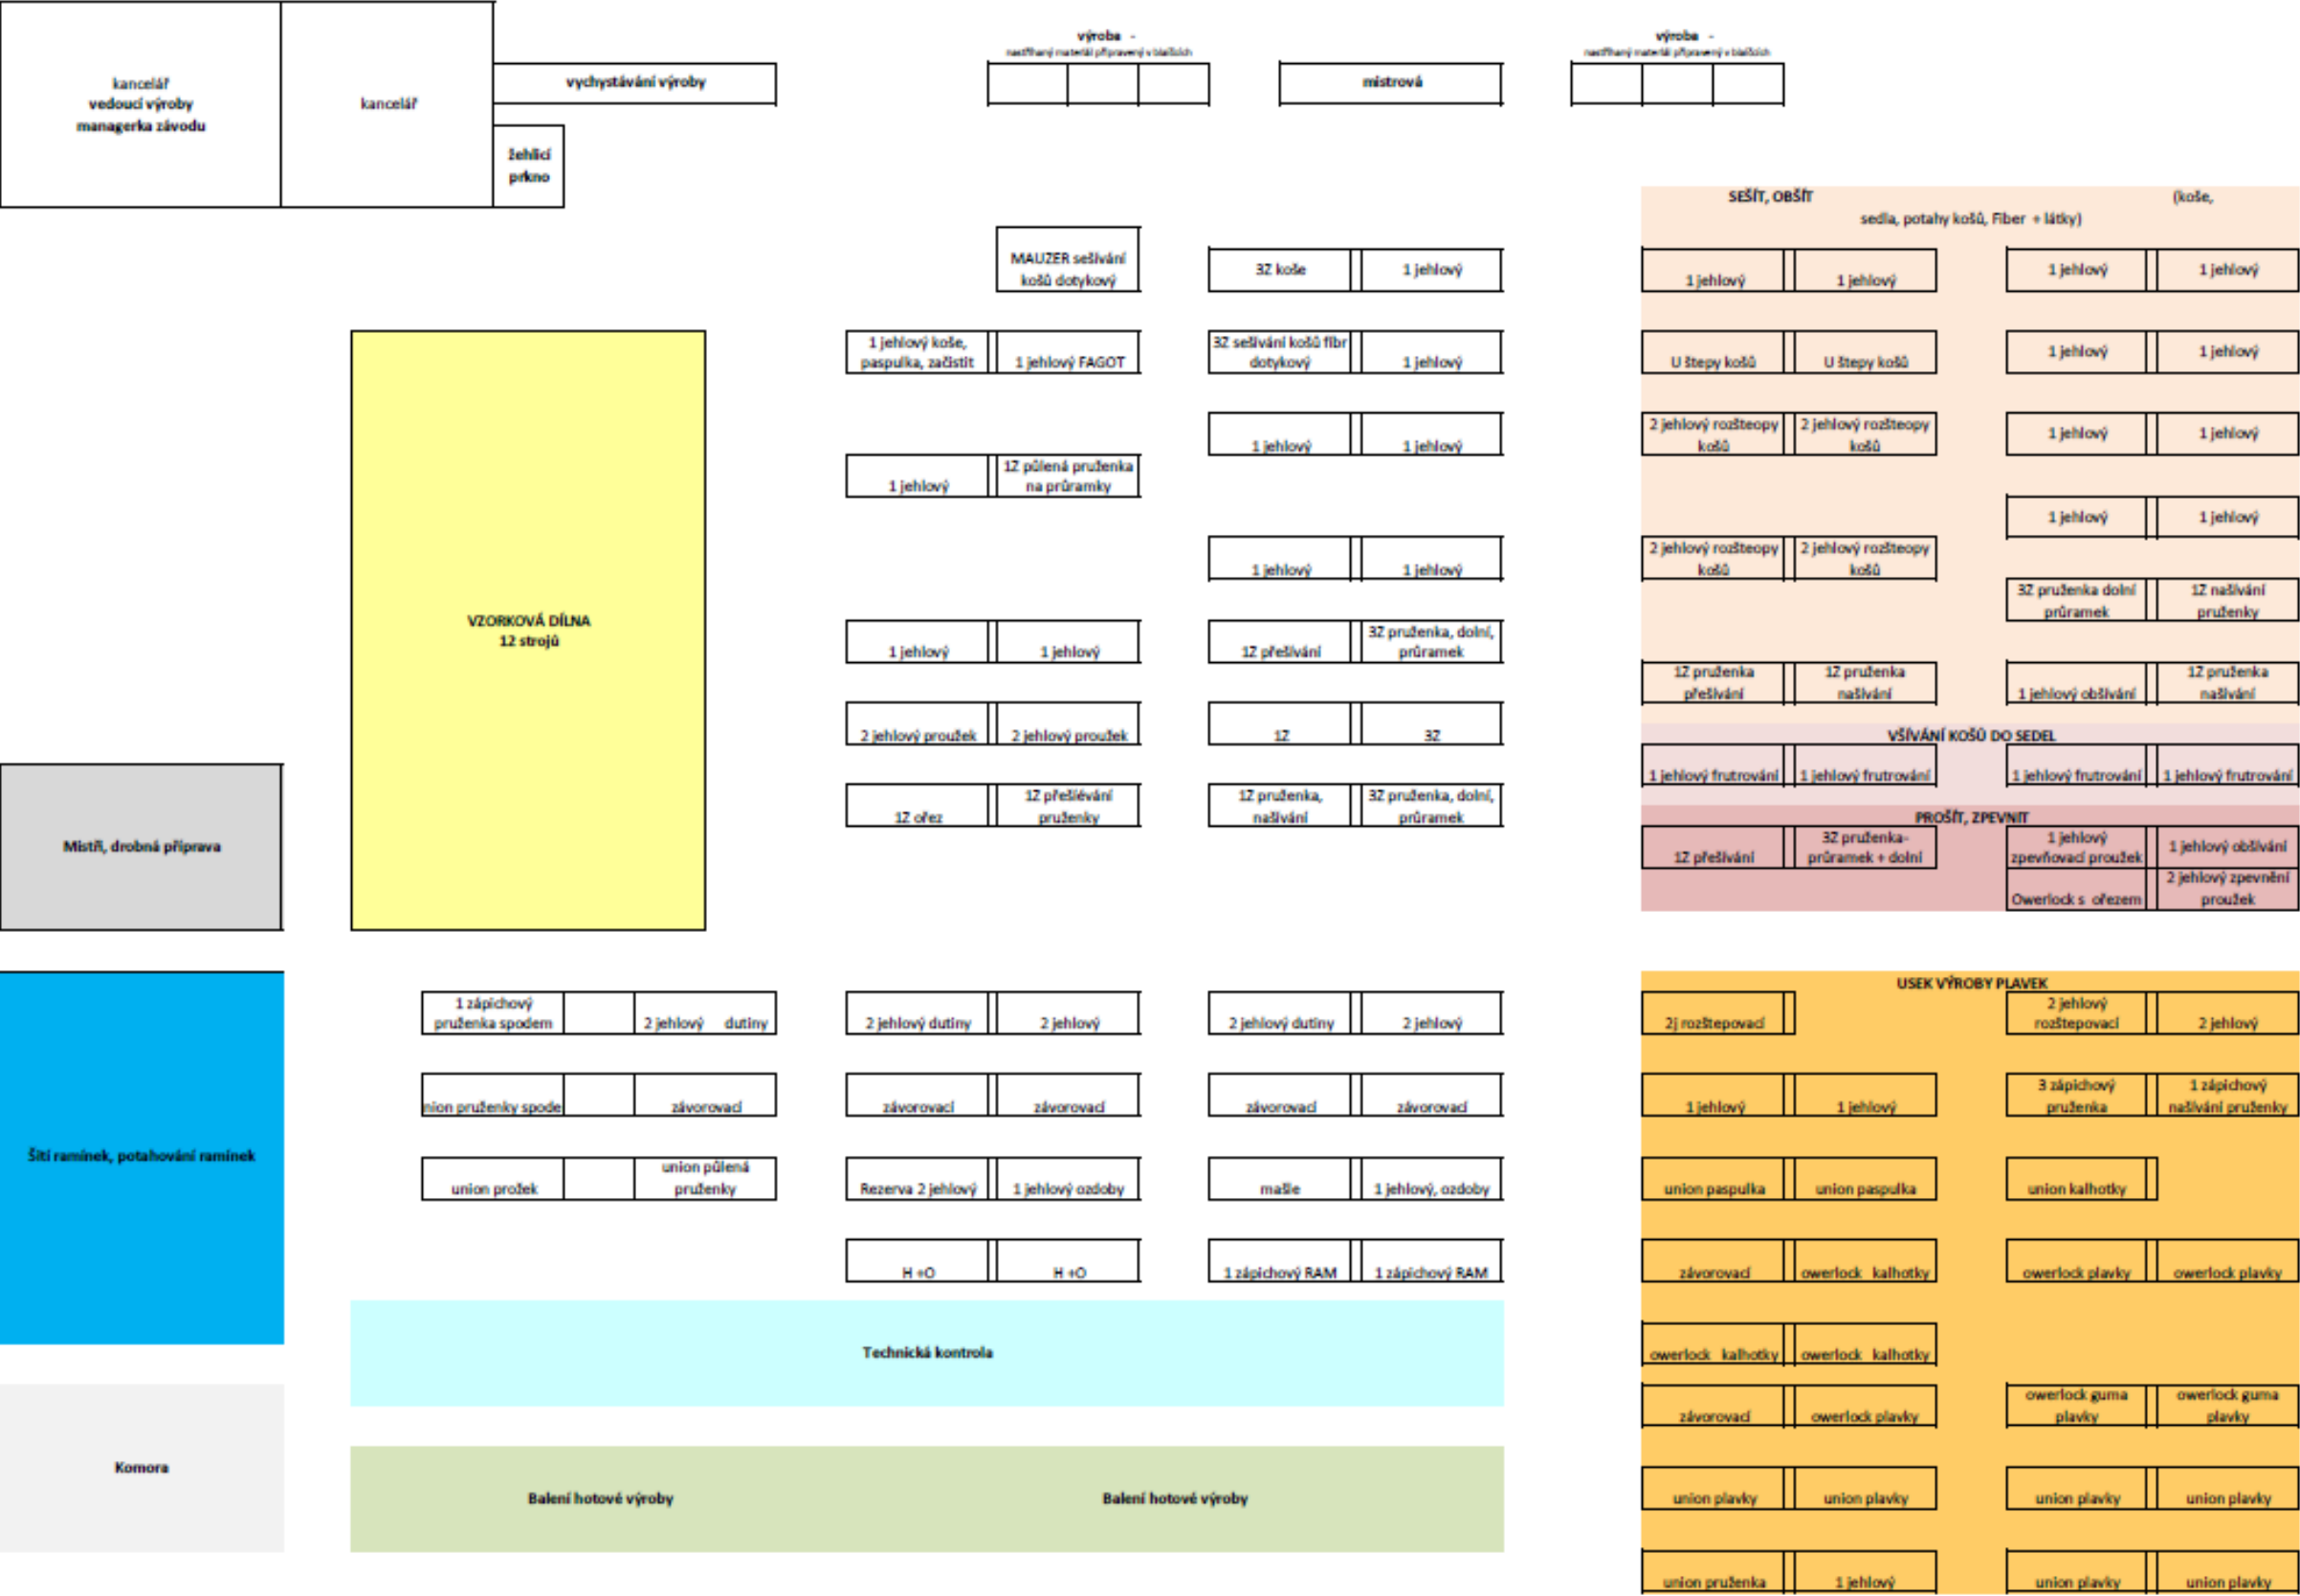 kancelář
vedoucí výroby
managerka závodu
kancelář
vychystávání výroby
žehlicí
prkno
výroba -
nastříhaný materiál připravený v blaůících
mistrová
výroba -
nastříhaný materiál připravený v blaůících
SEŠÍT, OBŠÍT (koše,
sedla, potahy košů, Fiber + látky)
MAUZER sešívání
košů dotykový
3Z koše
1 jehlový
1 jehlový
1 jehlový
1 jehlový
1 jehlový
1 jehlový koše,
paspulka, začistit
1 jehlový FAGOT
3Z sešívání košů fibr
dotykový
1 jehlový
U štepy košů
U štepy košů
1 jehlový
1 jehlový
1 jehlový
1 jehlový
2 jehlový rozšteopy
košů
2 jehlový rozšteopy
košů
1 jehlový
1 jehlový
1 jehlový
1Z půlená pruženka
na průramky
1 jehlový
1 jehlový
1 jehlový
1 jehlový
2 jehlový rozšteopy
košů
2 jehlový rozšteopy
košů
3Z pruženka dolní
průramek
1Z našívání
pruženky
VZORKOVÁ DÍLNA
12 strojů
1 jehlový
1 jehlový
1Z přešívání
3Z pruženka, dolní,
průramek
1Z pruženka
přešívání
1Z pruženka
našívání
1 jehlový obšívání
1Z pruženka
našívání
2 jehlový proužek
2 jehlový proužek
1Z
3Z
VŠÍVÁNÍ KOŠŮ DO SEDEL
1 jehlový frutrování
1 jehlový frutrování
1 jehlový frutrování
1 jehlový frutrování
1Z ořez
1Z přešíévání
pruženky
1Z pruženka,
našívání
3Z pruženka, dolní,
průramek
PROŠÍT, ZPEVNIT
Mistři, drobná příprava
1Z přešívání
3Z pruženka-
průramek + dolní
1 jehlový
zpevňovací proužek
1 jehlový obšívání
Owerlock s ořezem
2 jehlový zpevnění
proužek
USEK VÝROBY PLAVEK
1 zápichový
pruženka spodem
2 jehlový dutiny
2 jehlový dutiny
2 jehlový
2 jehlový dutiny
2 jehlový
2j rozštepovací
2 jehlový
rozštepovací
2 jehlový
nion pruženky spode
závorovací
závorovací
závorovací
závorovací
závorovací
1 jehlový
1 jehlový
3 zápichový
pruženka
1 zápichový
našívání pruženky
Šití ramínek, potahování ramínek
union prožek
union půlená
pruženky
Rezerva 2 jehlový
1 jehlový ozdoby
mašle
1 jehlový, ozdoby
union paspulka
union paspulka
union kalhotky
H +O
H +O
1 zápichový RAM
1 zápichový RAM
závorovací
owerlock kalhotky
owerlock plavky
owerlock plavky
Technická kontrola
owerlock kalhotky
owerlock kalhotky
závorovací
owerlock plavky
owerlock guma
plavky
owerlock guma
plavky
Komora
Balení hotové výroby
Balení hotové výroby
union plavky
union plavky
union plavky
union plavky
union pruženka
1 jehlový
union plavky
union plavky